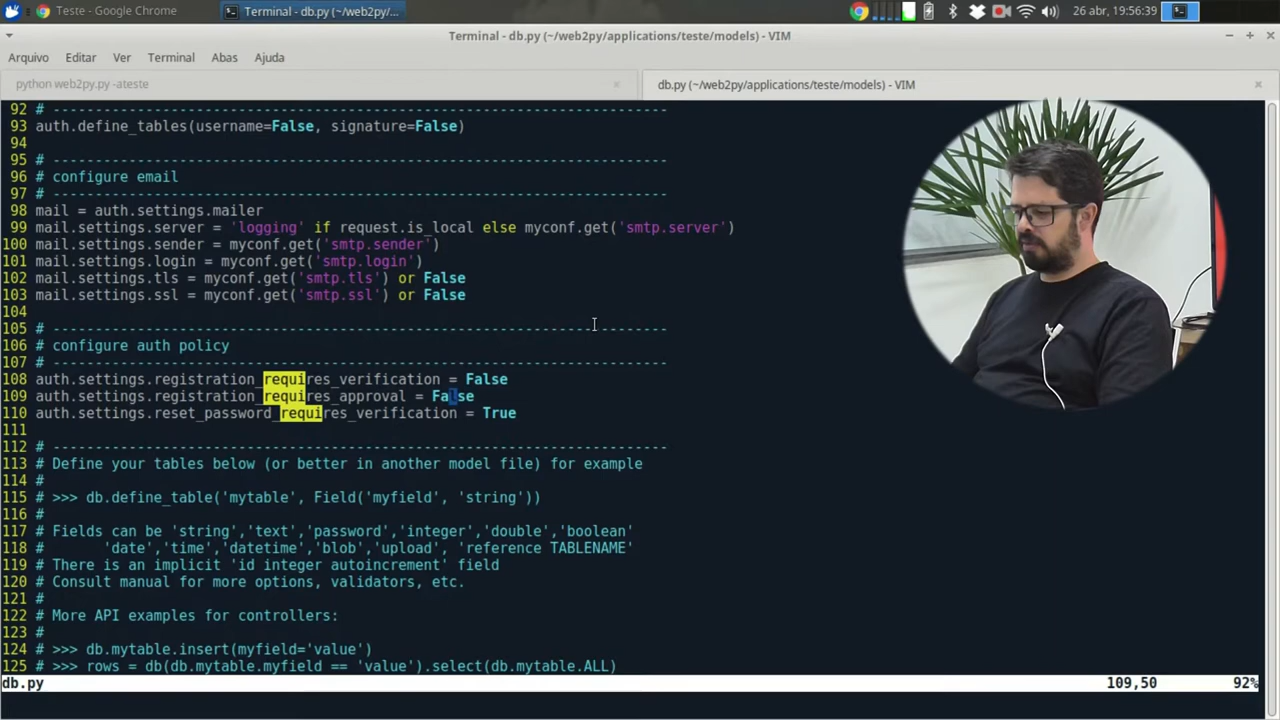 Teste - Google Chrome
Terminal - db.py (~/web2py/...
26 abr, 19:56:39
Terminal - db.py (~/web2py/applications/teste/models) - VIM
Arquivo Editar Ver Terminal Abas Ajuda
python web2py.py -ateste
db.py (~/web2py/applications/teste/models) - VIM
92 # -------------------------------------------------------------------------
93 auth.define_tables(username=False, signature=False)
94
95 # -------------------------------------------------------------------------
96 # configure email
97 # -------------------------------------------------------------------------
98 mail = auth.settings.mailer
99 mail.settings.server = 'logging' if request.is_local else myconf.get('smtp.server')
100 mail.settings.sender = myconf.get('smtp.sender')
101 mail.settings.login = myconf.get('smtp.login')
102 mail.settings.tls = myconf.get('smtp.tls') or False
103 mail.settings.ssl = myconf.get('smtp.ssl') or False
104
105 # -------------------------------------------------------------------------
106 # configure auth policy
107 # -------------------------------------------------------------------------
108 auth.settings.registration_requires_verification = False
109 auth.settings.registration_requires_approval = False
110 auth.settings.reset_password_requires_verification = True
111
112 # -------------------------------------------------------------------------
113 # Define your tables below (or better in another model file) for example
114 #
115 # >>> db.define_table('mytable', Field('myfield', 'string'))
116 #
117 # Fields can be 'string','text','password','integer','double','boolean'
118 #       'date','time','datetime','blob','upload', 'reference TABLENAME'
119 # There is an implicit 'id integer autoincrement' field
120 # Consult manual for more options, validators, etc.
121 #
122 # More API examples for controllers:
123 #
124 # >>> db.mytable.insert(myfield='value')
125 # >>> rows = db(db.mytable.myfield == 'value').select(db.mytable.ALL)
db.py 109,50 92%